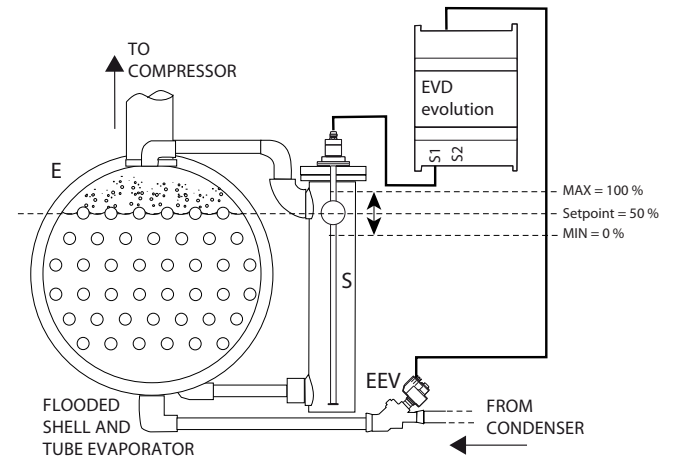 TO
COMPRESSOR
EVD
evolution
S1
S2
E
MAX = 100 %
Setpoint = 50 %
MIN = 0 %
S
EEV
FLOODED
SHELL AND
TUBE EVAPORATOR
FROM
CONDENSER